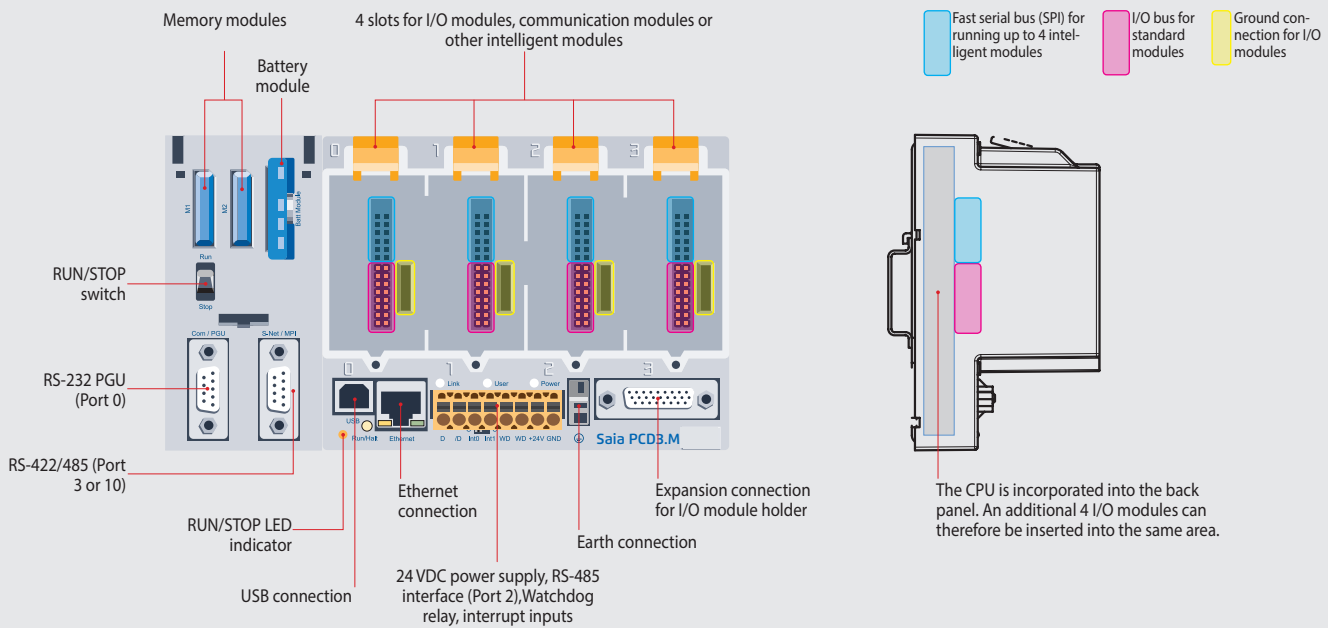 Memory modules
4 slots for I/O modules, communication modules or
other intelligent modules
Fast serial bus (SPI) for
running up to 4 intel-
ligent modules
I/O bus for
standard
modules
Ground con-
nection for I/O
modules
Battery
module
0
1
2
3
M1
M2
Batt Module
Run
RUN/STOP
switch
Stop
Com / PGU
S-Net / MPI
0
1
2
3
Link
User
Power
RS-232 PGU
(Port 0)
USB
Run/Halt
Ethernet
D /D Int0 Int1 WD WD +24V GND
Saia PCD3.M
RS-422/485 (Port
3 or 10)
Ethernet
connection
Expansion connection
for I/O module holder
The CPU is incorporated into the back
panel. An additional 4 I/O modules can
therefore be inserted into the same area.
RUN/STOP LED
indicator
Earth connection
USB connection
24 VDC power supply, RS-485
interface (Port 2),Watchdog
relay, interrupt inputs